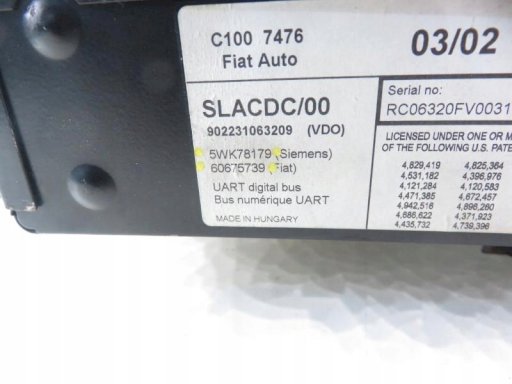 C100 7476
Fiat Auto
03/02
SLACDC/00
902231063209 (VDO)
5WK78179 (Siemens)
60675739 (Fiat)
UART digital bus
Bus numérique UART
MADE IN HUNGARY
Serial no:
RC06320FV0031
LICENSED UNDER ONE OR M
OF THE FOLLOWING U.S. PATE
4,829,419 4,825,364
4,531,182 4,396,976
4,121,284 4,120,583
4,471,385 4,672,457
4,942,516 4,898,260
4,686,622 4,371,923
4,435,732 4,739,396